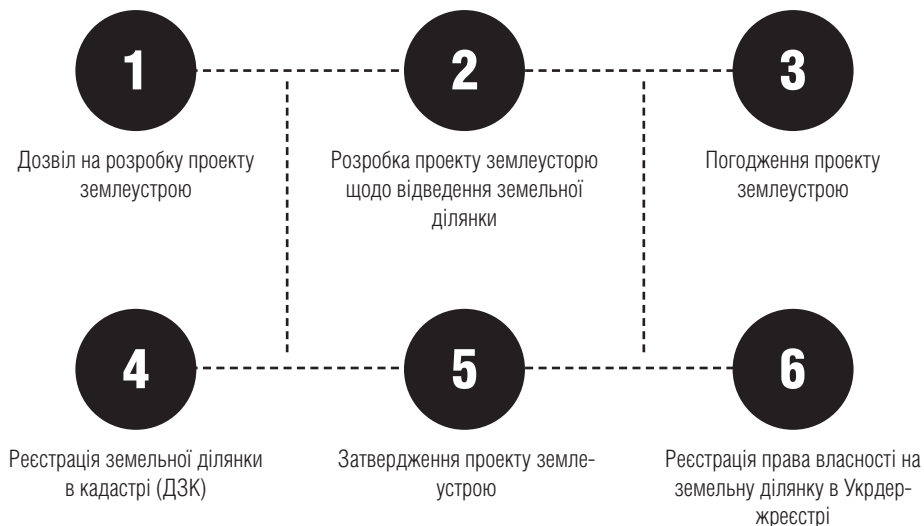 1
Дозвіл на розробку проекту
землеустрою
2
Розробка проекту землеусторю
щодо відведення земельної
ділянки
3
Погодження проекту
землеустрою
4
Реєстрація земельної ділянки
в кадастрі (ДЗК)
5
Затвердження проекту земле-
устрою
6
Реєстрація права власності на
земельну ділянку в Укрдер-
жреєстрі